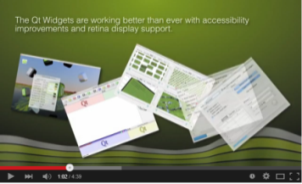 The Qt Widgets are working better than ever with accessibility
improvements and retina display support.
Qt
Qt
1:02 / 4:39